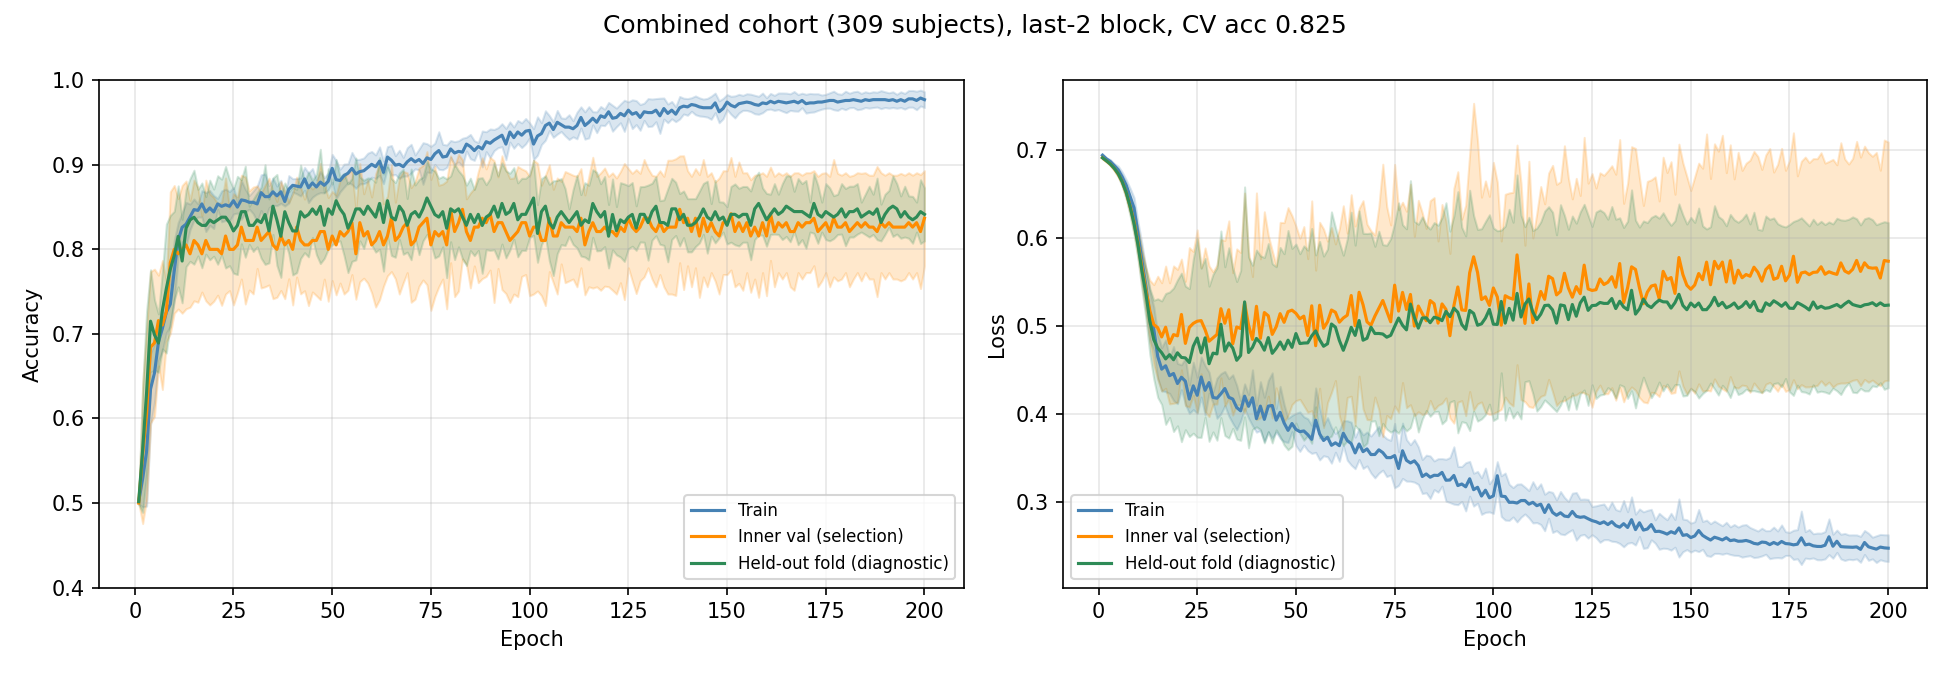 Combined cohort (309 subjects), last-2 block, CV acc 0.825
Accuracy
1.0
0.9
0.8
0.7
0.6
0.5
0.4
0 25 50 75 100 125 150 175 200
Epoch
Train
Inner val (selection)
Held-out fold (diagnostic)
Loss
0.7
0.6
0.5
0.4
0.3
0 25 50 75 100 125 150 175 200
Epoch
Train
Inner val (selection)
Held-out fold (diagnostic)